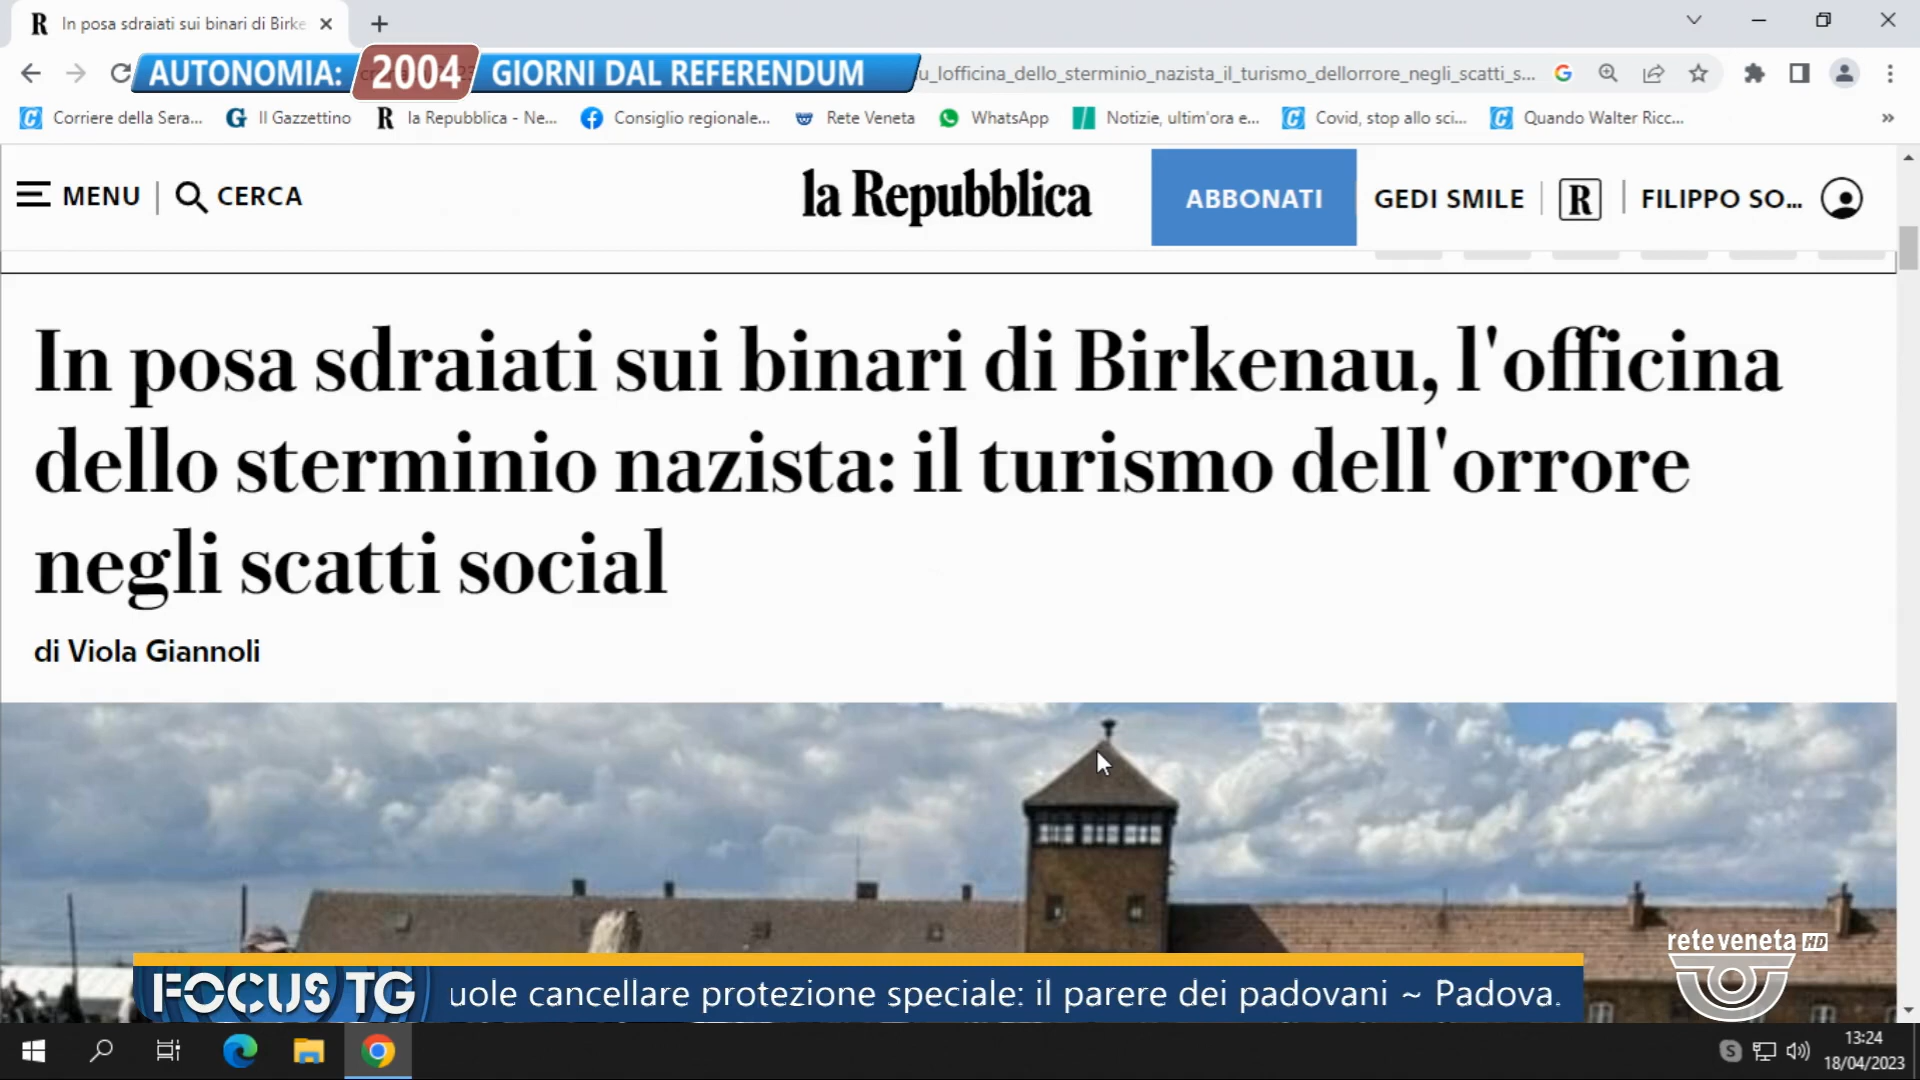 In posa sdraiati sui binari di Birke
AUTONOMIA: 2004 GIORNI DAL REFERENDUM
u_lofficina_dello_sterminio_nazista_il_turismo_dellorrore_negli_scatti_s...
Corriere della Sera...
Il Gazzettino
la Repubblica - Ne...
Consiglio regionale...
Rete Veneta
WhatsApp
Notizie, ultim'ora e...
Covid, stop allo sci...
Quando Walter Ricc...
MENU
CERCA
la Repubblica
ABBONATI
GEDI SMILE
R
FILIPPO SO...
In posa sdraiati sui binari di Birkenau, l'officina
dello sterminio nazista: il turismo dell'orrore
negli scatti social
di Viola Giannoli
reteveneta HD
FOCUS TG
uole cancellare protezione speciale: il parere dei padovani ~ Padova.
13:24
18/04/2023